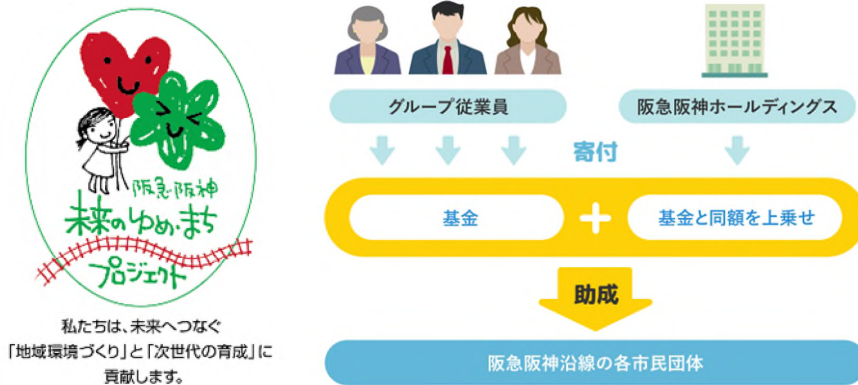 阪急阪神
未来のゆめ・まち
プロジェクト
私たちは、未来へつなぐ
「地域環境づくり」と「次世代の育成」に
貢献します。
グループ従業員
阪急阪神ホールディングス
寄付
基金
+
基金と同額を上乗せ
助成
阪急阪神沿線の各市民団体